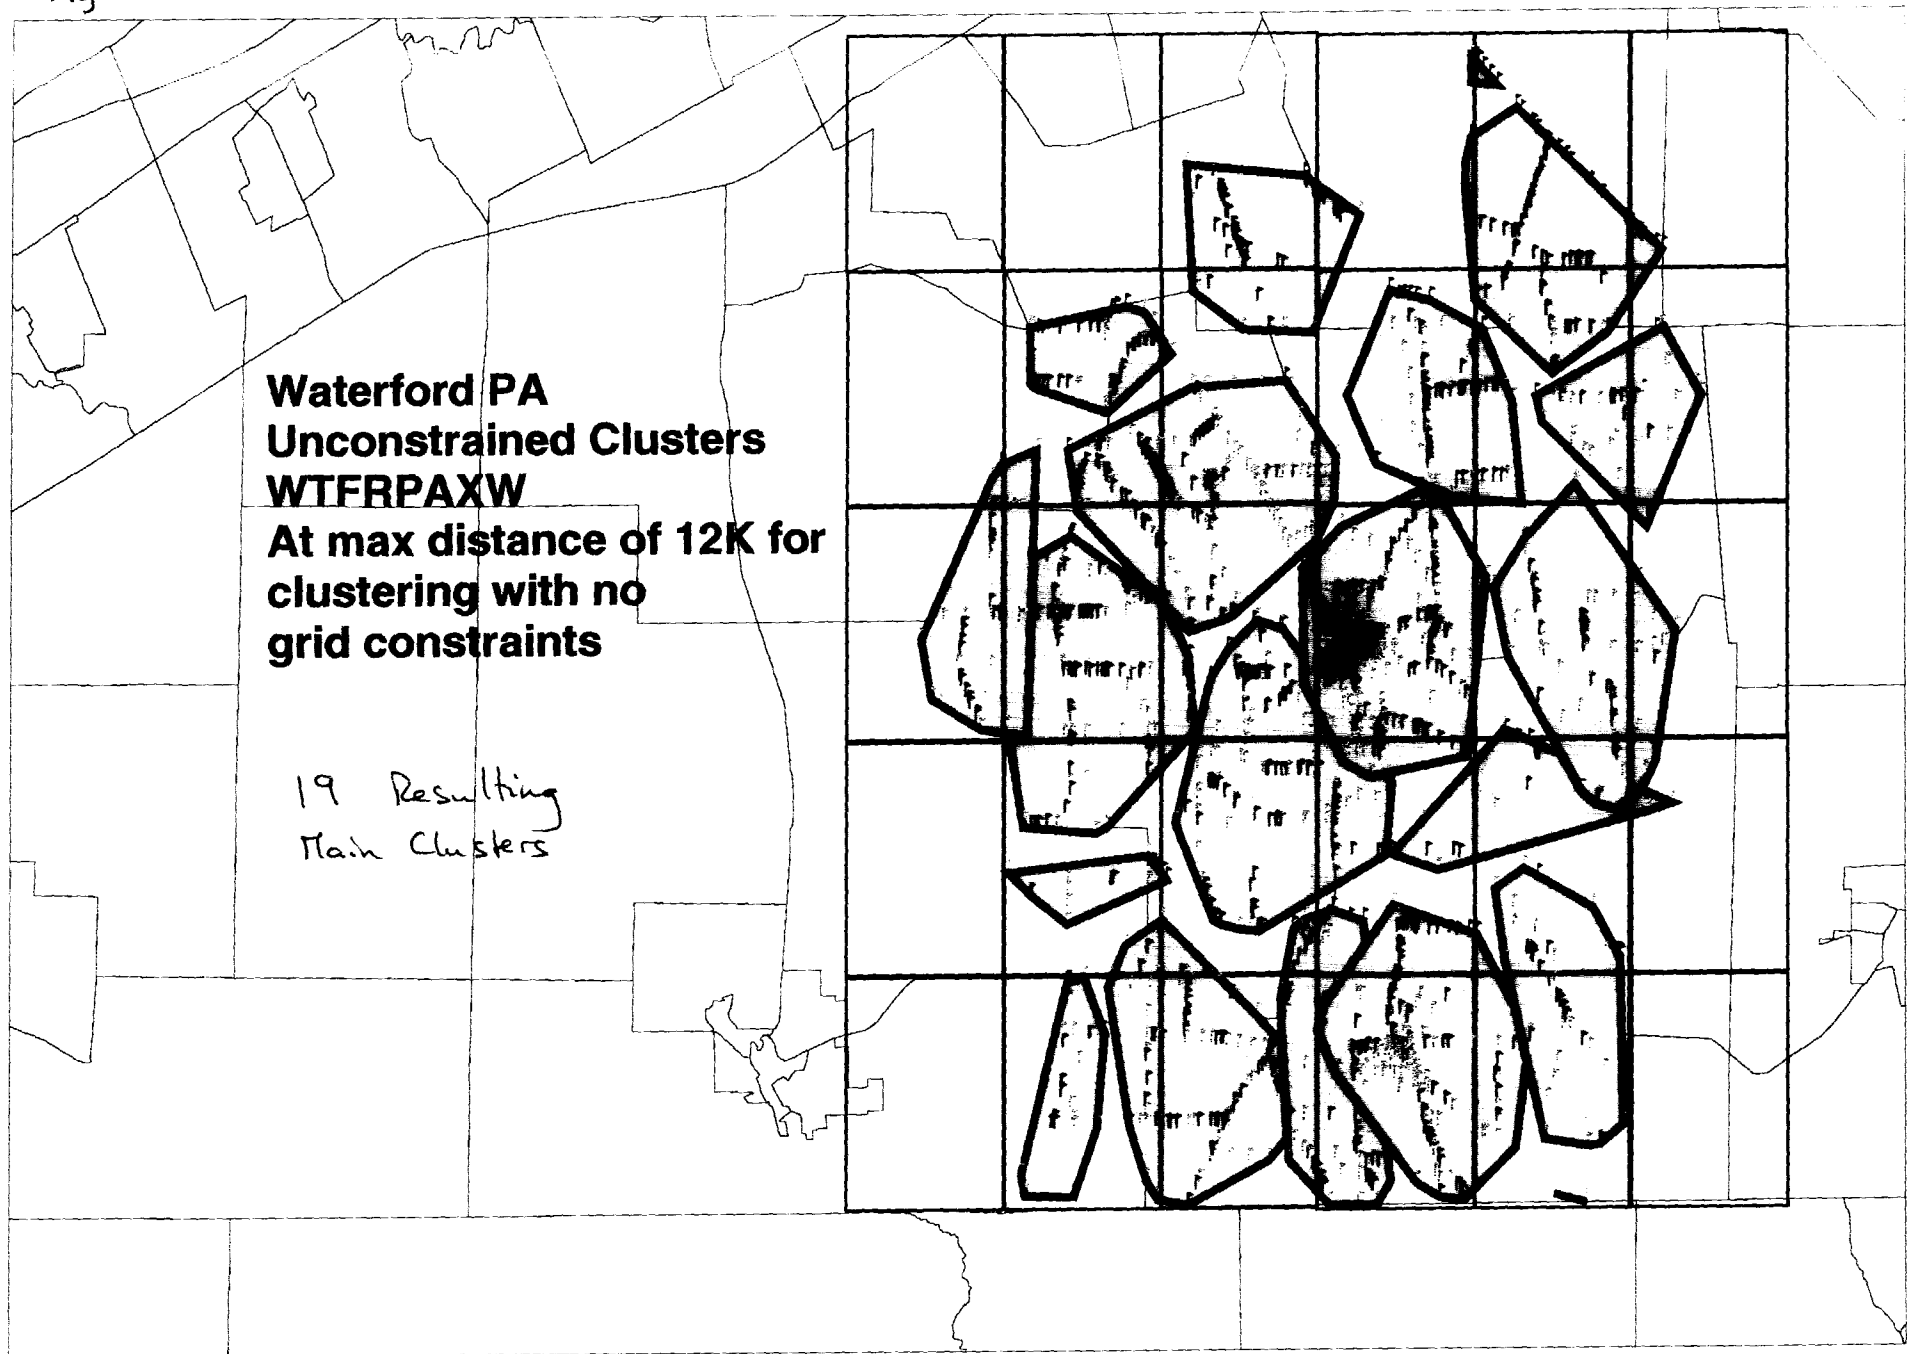 Waterford PA
Unconstrained Clusters
WTFRPAXW
At max distance of 12K for
clustering with no
grid constraints
19 Resulting
Main Clusters